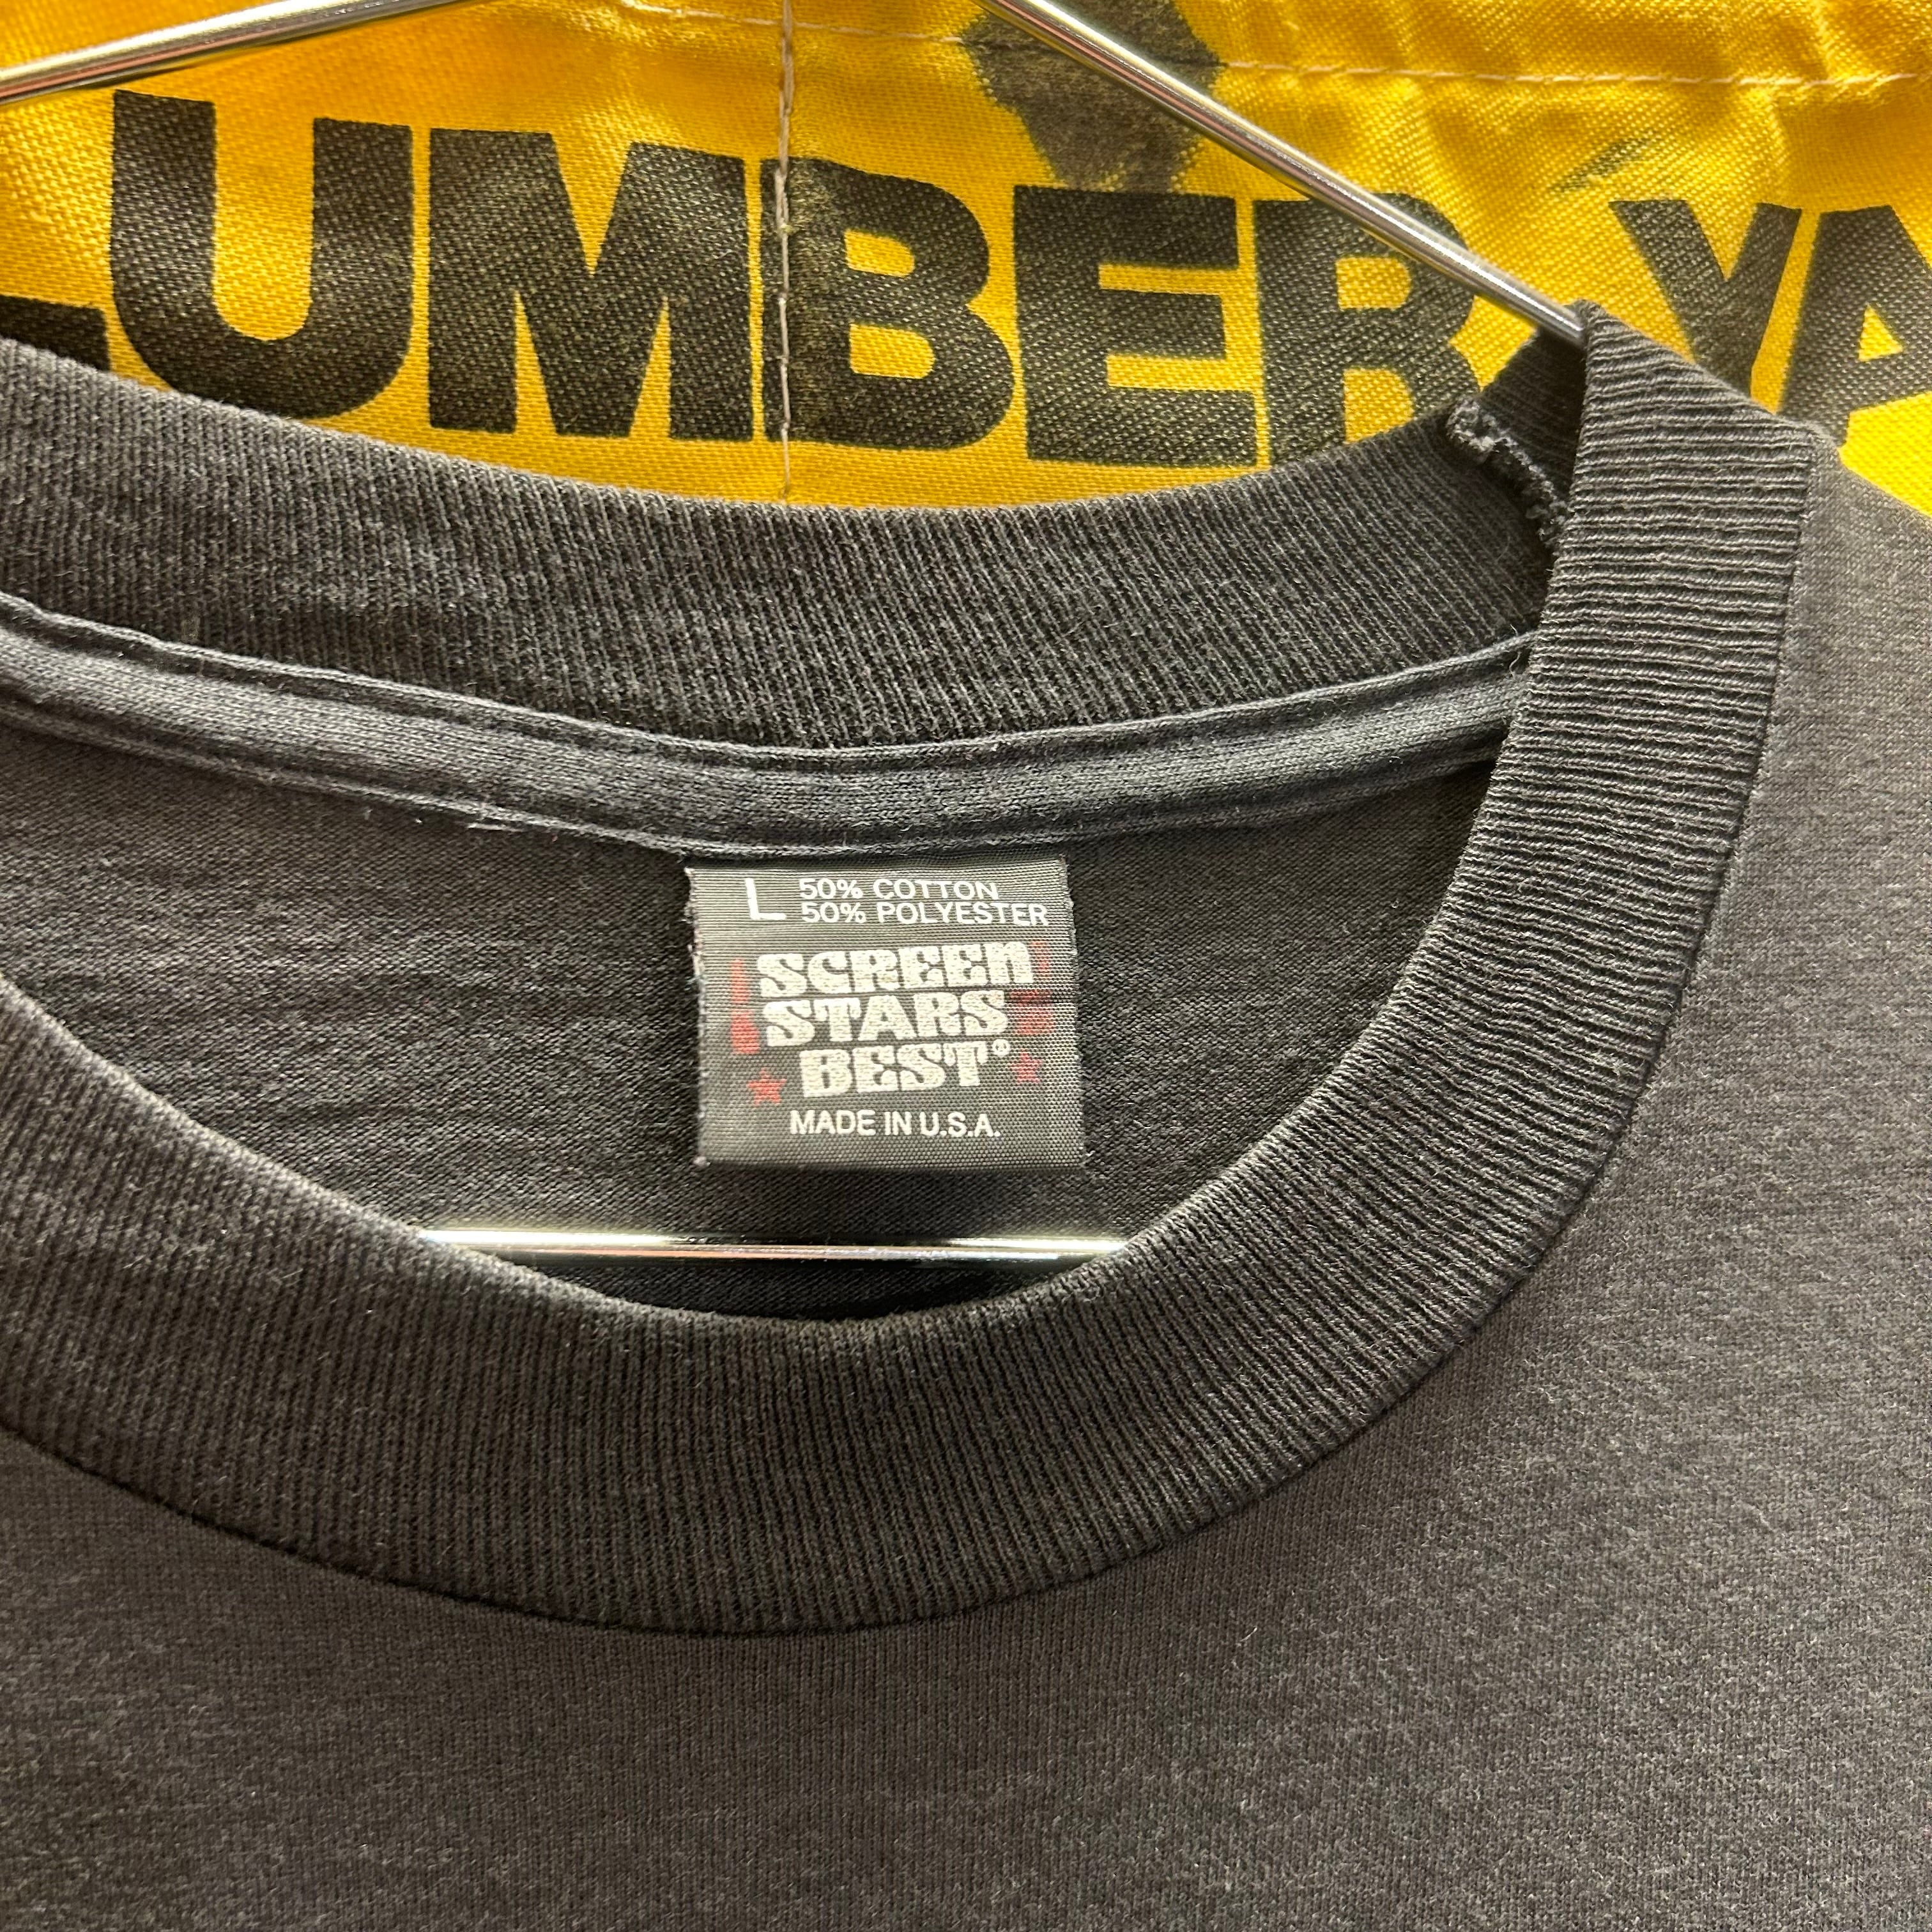 LUMBER YA
L 50% COTTON
50% POLYESTER
SCREEN
STARS
BEST®
MADE IN U.S.A.